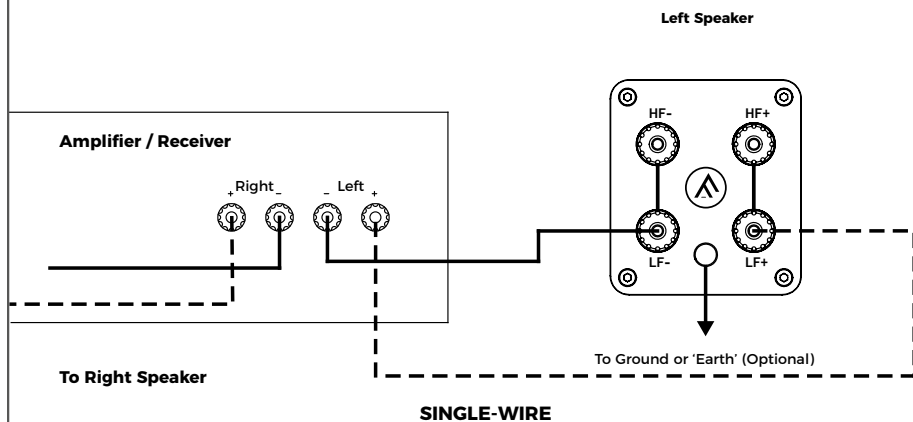 Left Speaker
HF- HF+
Amplifier / Receiver
+ Right - - Left +
LF- LF+
To Ground or ‘Earth’ (Optional)
To Right Speaker
SINGLE-WIRE